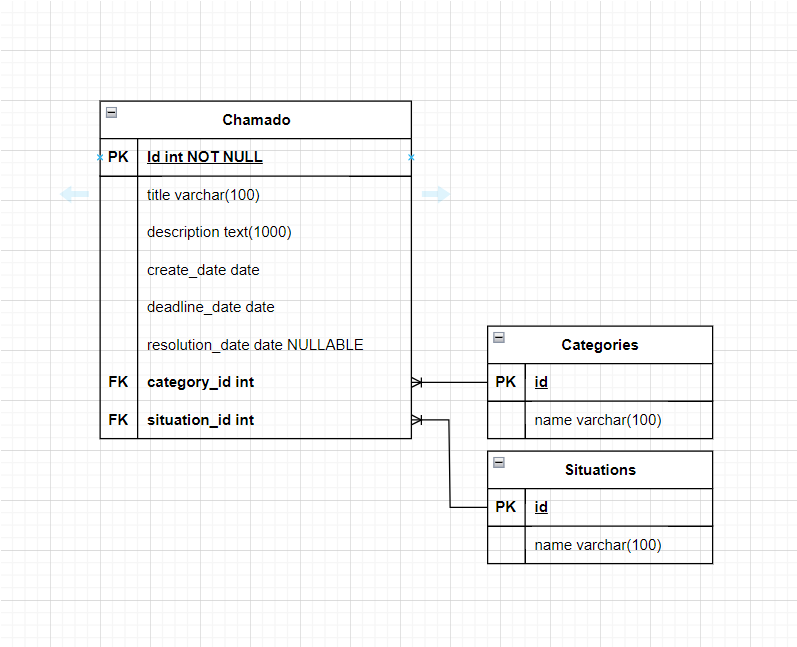 Chamado
PK Id int NOT NULL
title varchar(100)
description text(1000)
create_date date
deadline_date date
resolution_date date NULLABLE
FK category_id int
FK situation_id int
Categories
PK id
name varchar(100)
Situations
PK id
name varchar(100)